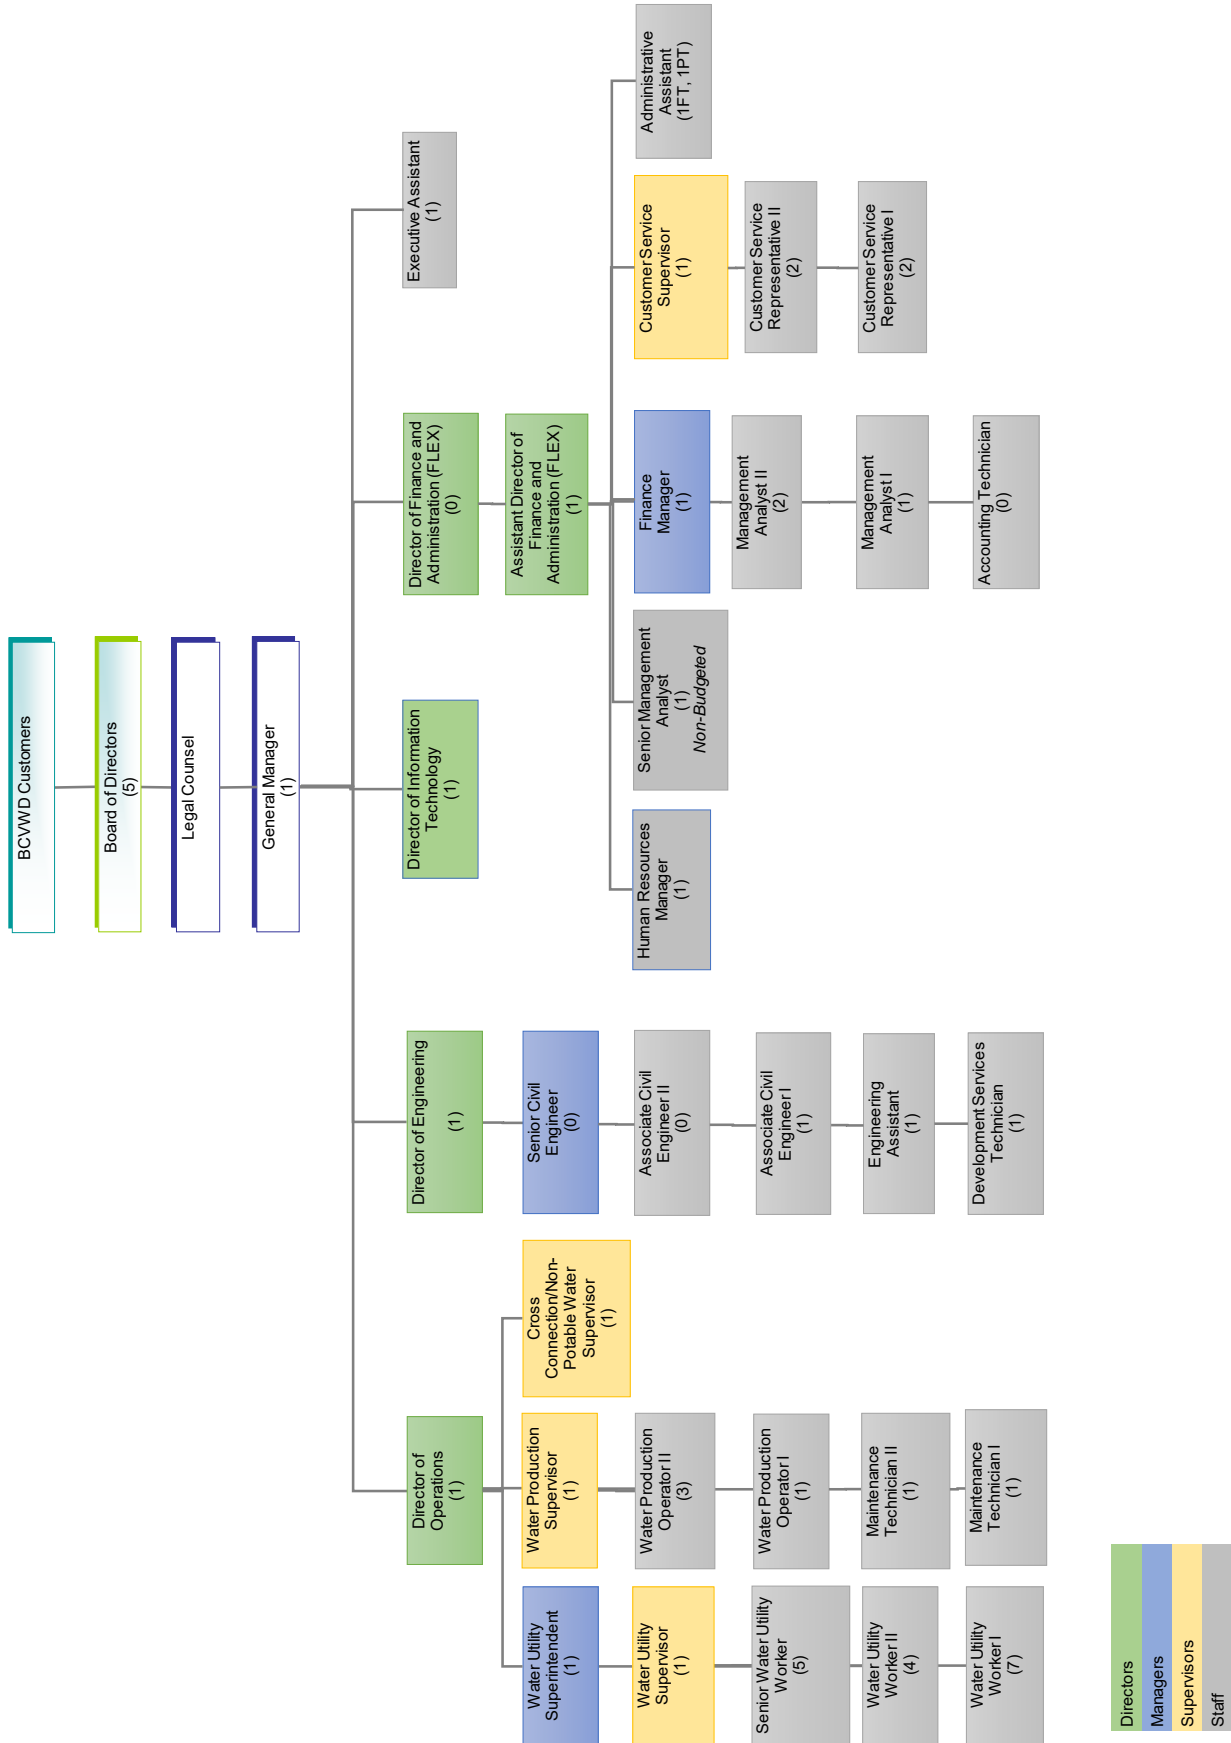 BCVWD Customers
Board of Directors
(5)
Legal Counsel
General Manager
(1)
Director of
Operations
(1)
Director of Engineering
(1)
Director of Information
Technology
(1)
Director of Finance and
Administration (FLEX)
(0)
Executive Assistant
(1)
Water Utility
Superintendent
(1)
Water Utility
Supervisor
(1)
Senior Water Utility
Worker
(5)
Water Utility
Worker II
(4)
Water Utility
Worker I
(7)
Water Production
Supervisor
(1)
Water Production
Operator II
(3)
Water Production
Operator I
(1)
Maintenance
Technician II
(1)
Maintenance
Technician I
(1)
Cross
Connection/Non-
Potable Water
Supervisor
(1)
Senior Civil
Engineer
(0)
Associate Civil
Engineer II
(0)
Associate Civil
Engineer I
(1)
Engineering
Assistant
(1)
Development Services
Technician
(1)
Assistant Director of
Finance and
Administration (FLEX)
(1)
Human Resources
Manager
(1)
Senior Management
Analyst
(1)
Non-Budgeted
Finance
Manager
(1)
Management
Analyst II
(2)
Management
Analyst I
(1)
Accounting Technician
(0)
Customer Service
Supervisor
(1)
Customer Service
Representative II
(2)
Customer Service
Representative I
(2)
Administrative
Assistant
(1FT, 1PT)
Directors
Managers
Supervisors
Staff